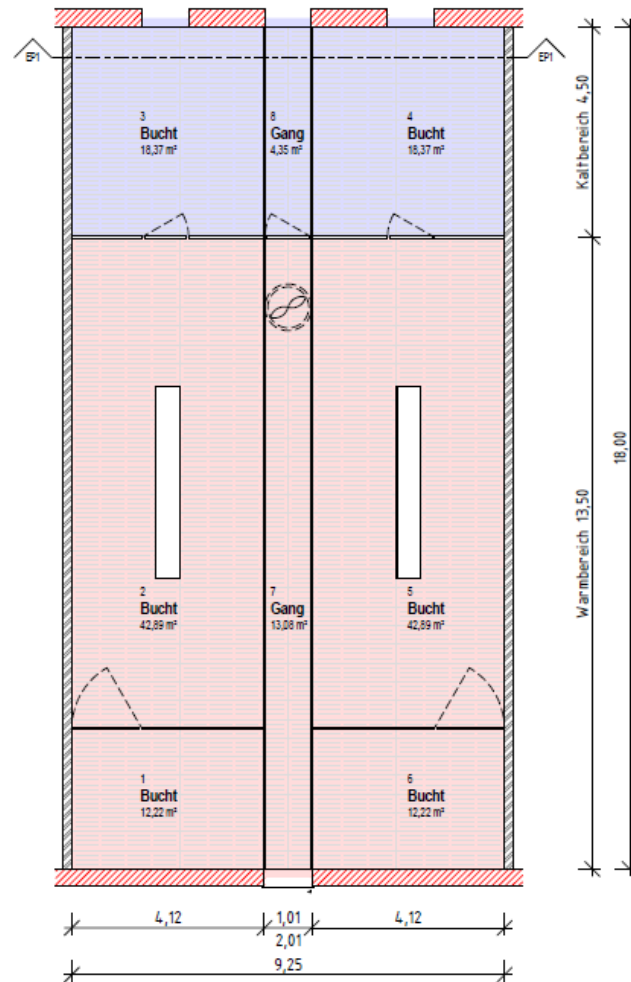 EP1
EP1
3
Bucht
18,37 m²
8
Gang
4,35 m²
4
Bucht
18,37 m²
Kaltbereich 4,50
18,00
Warmbereich 13,50
2
Bucht
42,89 m²
7
Gang
13,08 m²
5
Bucht
42,89 m²
1
Bucht
12,22 m²
6
Bucht
12,22 m²
4,12
1,01
4,12
2,01
9,25